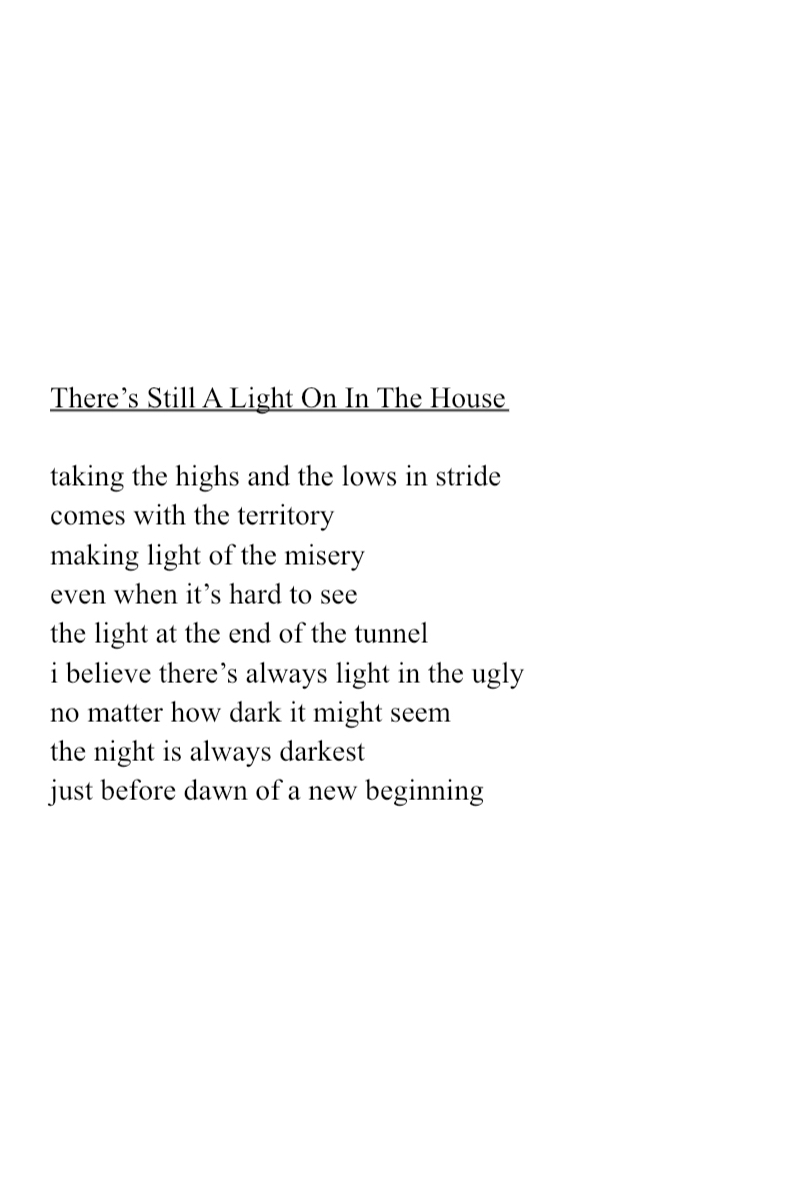 There’s Still A Light On In The House
taking the highs and the lows in stride
comes with the territory
making light of the misery
even when it’s hard to see
the light at the end of the tunnel
i believe there’s always light in the ugly
no matter how dark it might seem
the night is always darkest
just before dawn of a new beginning